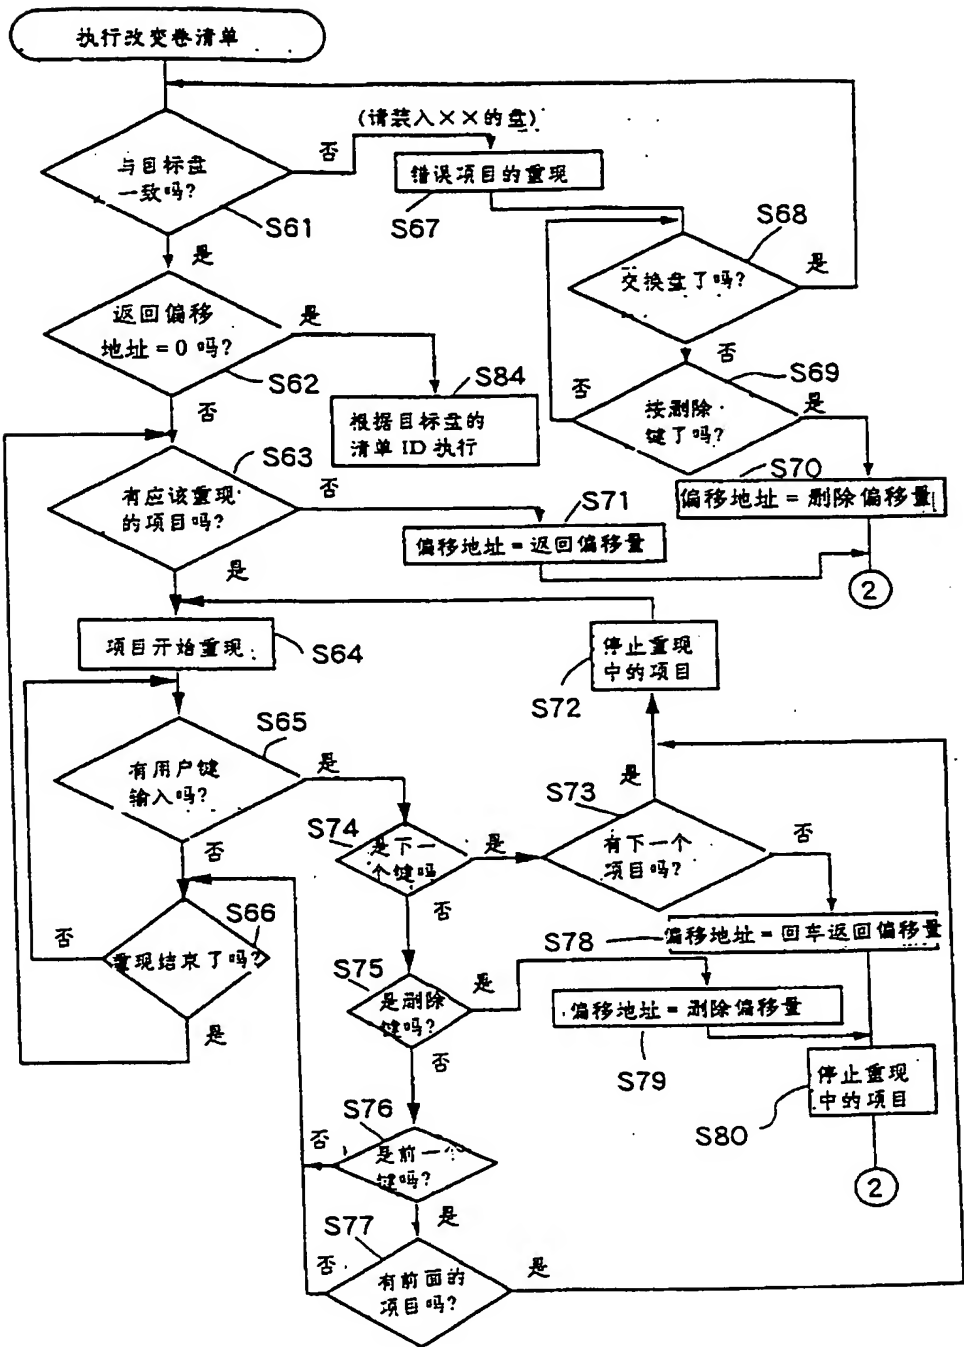 执行改变卷清单
(请装入××的盘)
与目标盘
一致吗?
否
错误项目的重现
S61
S67
S68
是
交换盘了吗?
是
返回偏移
地址=0 吗?
是
否
S62
S84
S69
否
根据目标盘的
清单 ID 执行
否
按删除
键了吗?
是
S63
S70
有应该重现
的项目吗?
否
S71
偏移地址=删除偏移量
偏移地址=返回偏移量
是
2
项目开始重现
S64
停止重现
中的项目
S72
S65
有用户键
输入吗?
是
是
S73
S74
是下一
个键吗
是
有下一个
项目吗?
否
否
否
S66
否
重现结束了吗?
S78
偏移地址=回车返回偏移量
S75
是删除
键吗?
是
偏移地址=删除偏移量
是
否
S79
停止重现
中的项目
S80
S76
否
是前一个
键吗?
2
是
S77
否
有前面的
项目吗?
是